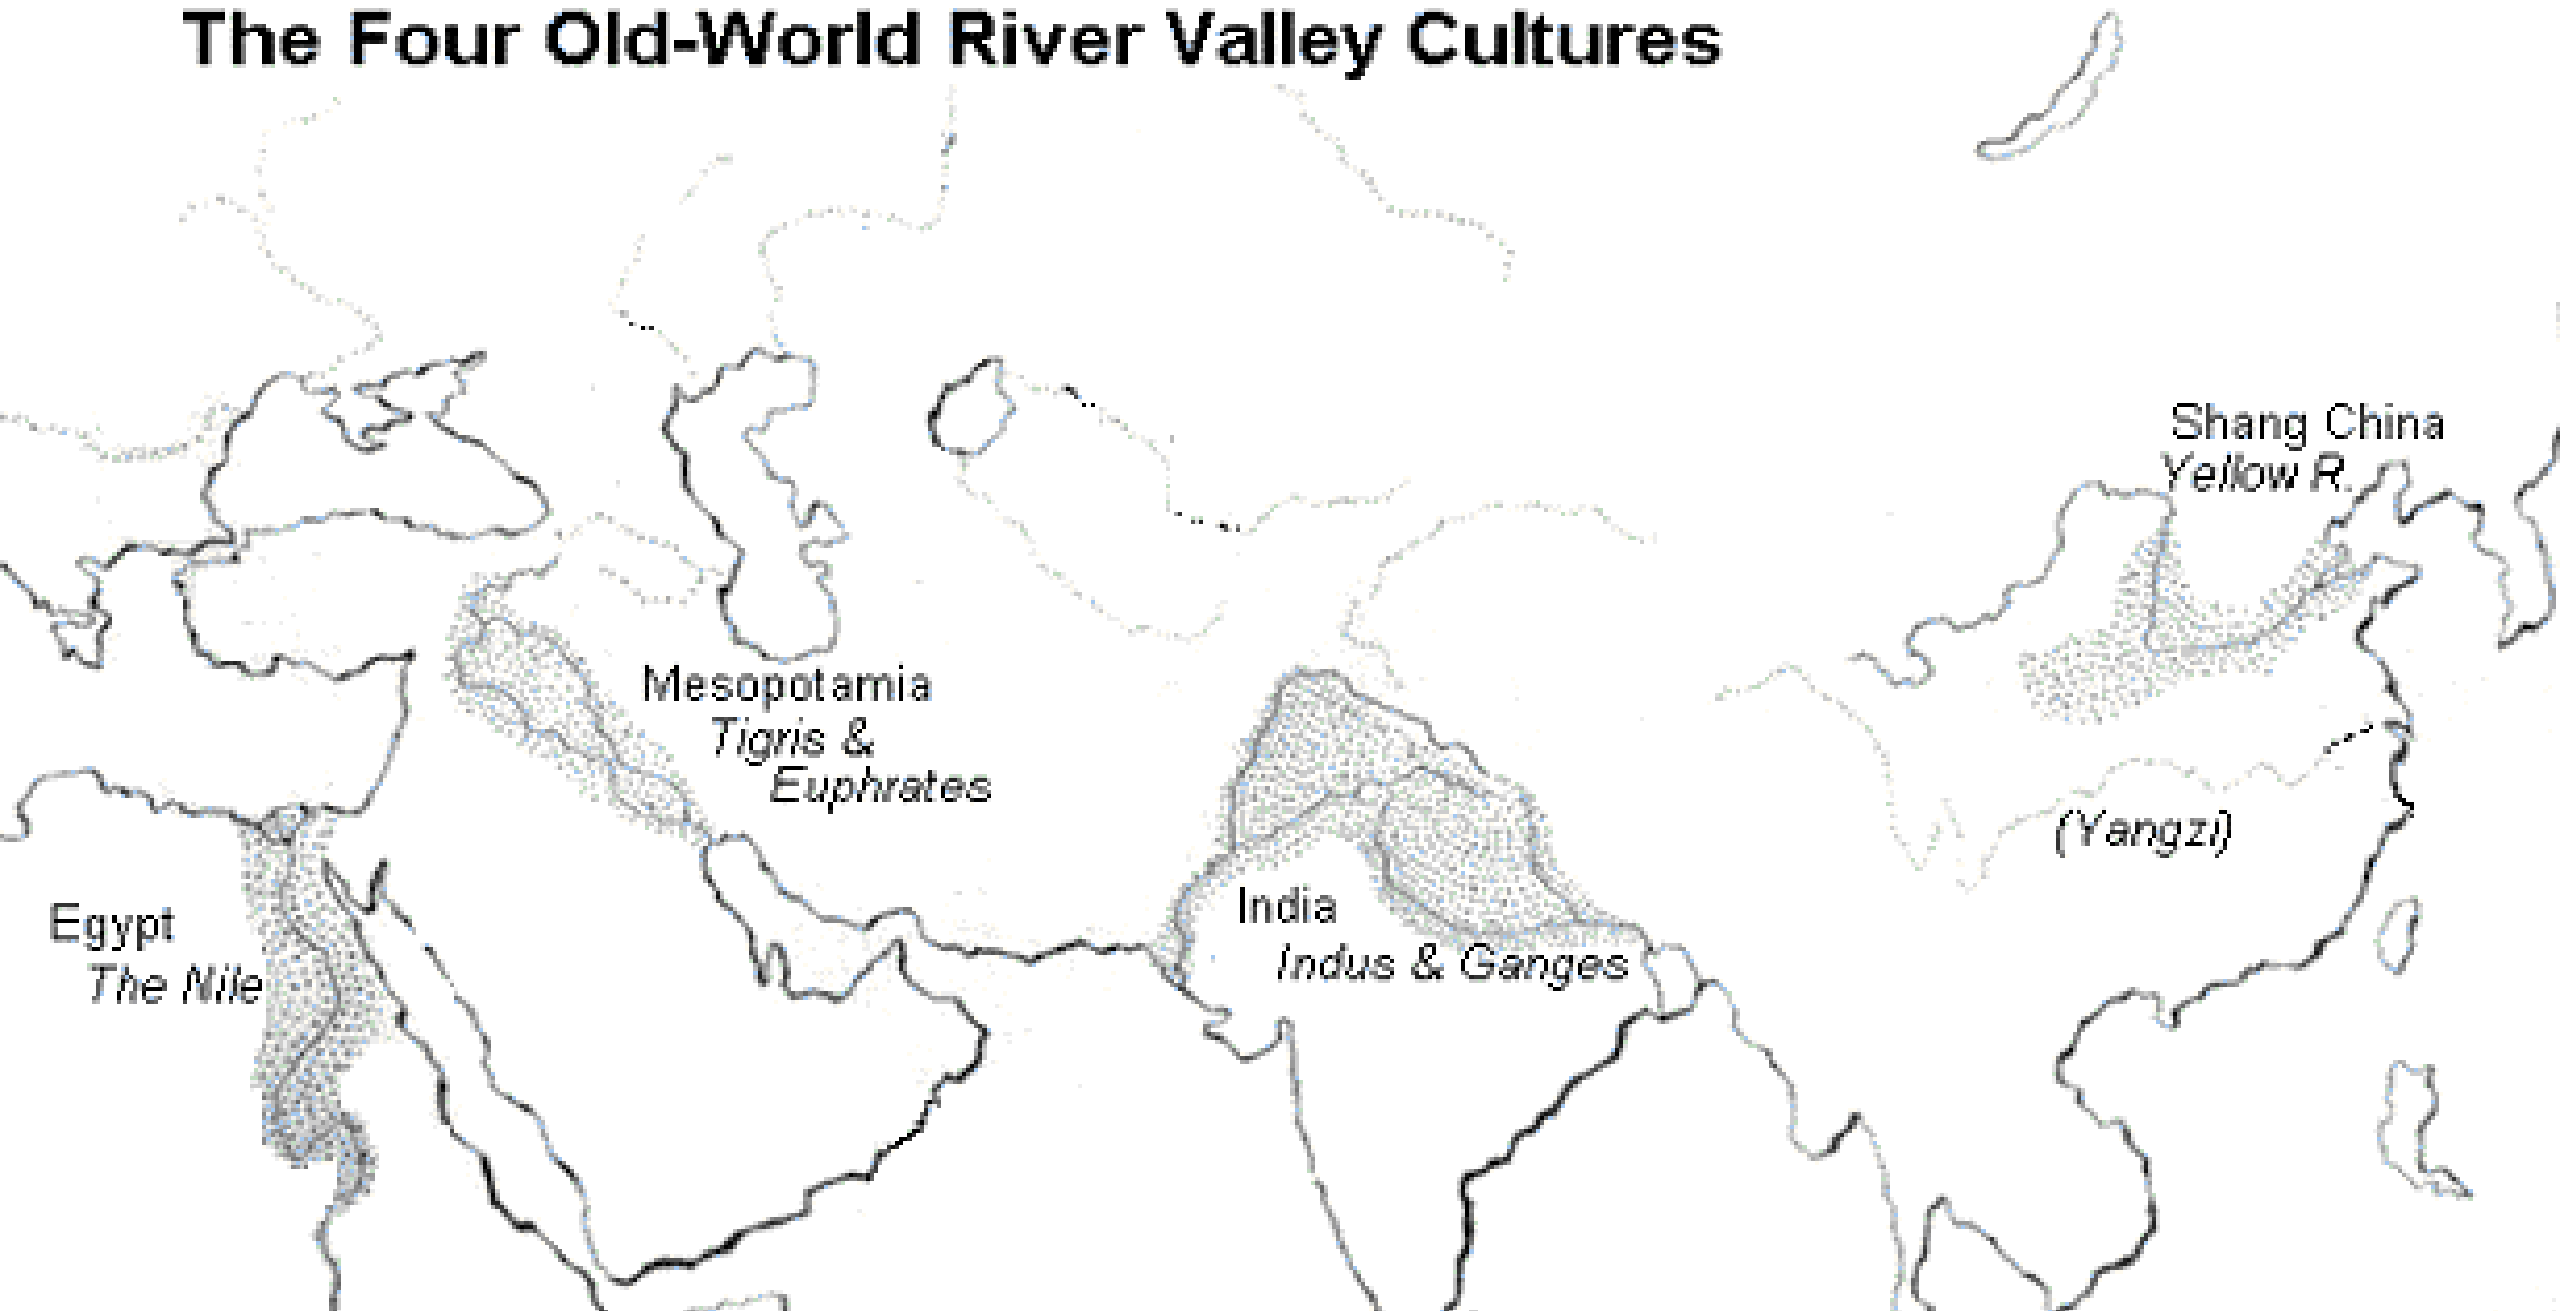 The Four Old-World River Valley Cultures
Shang China
Yellow R.
Mesopotamia
Tigris &
Euphrates
(Yangzi)
Egypt
The Nile
India
Indus & Ganges